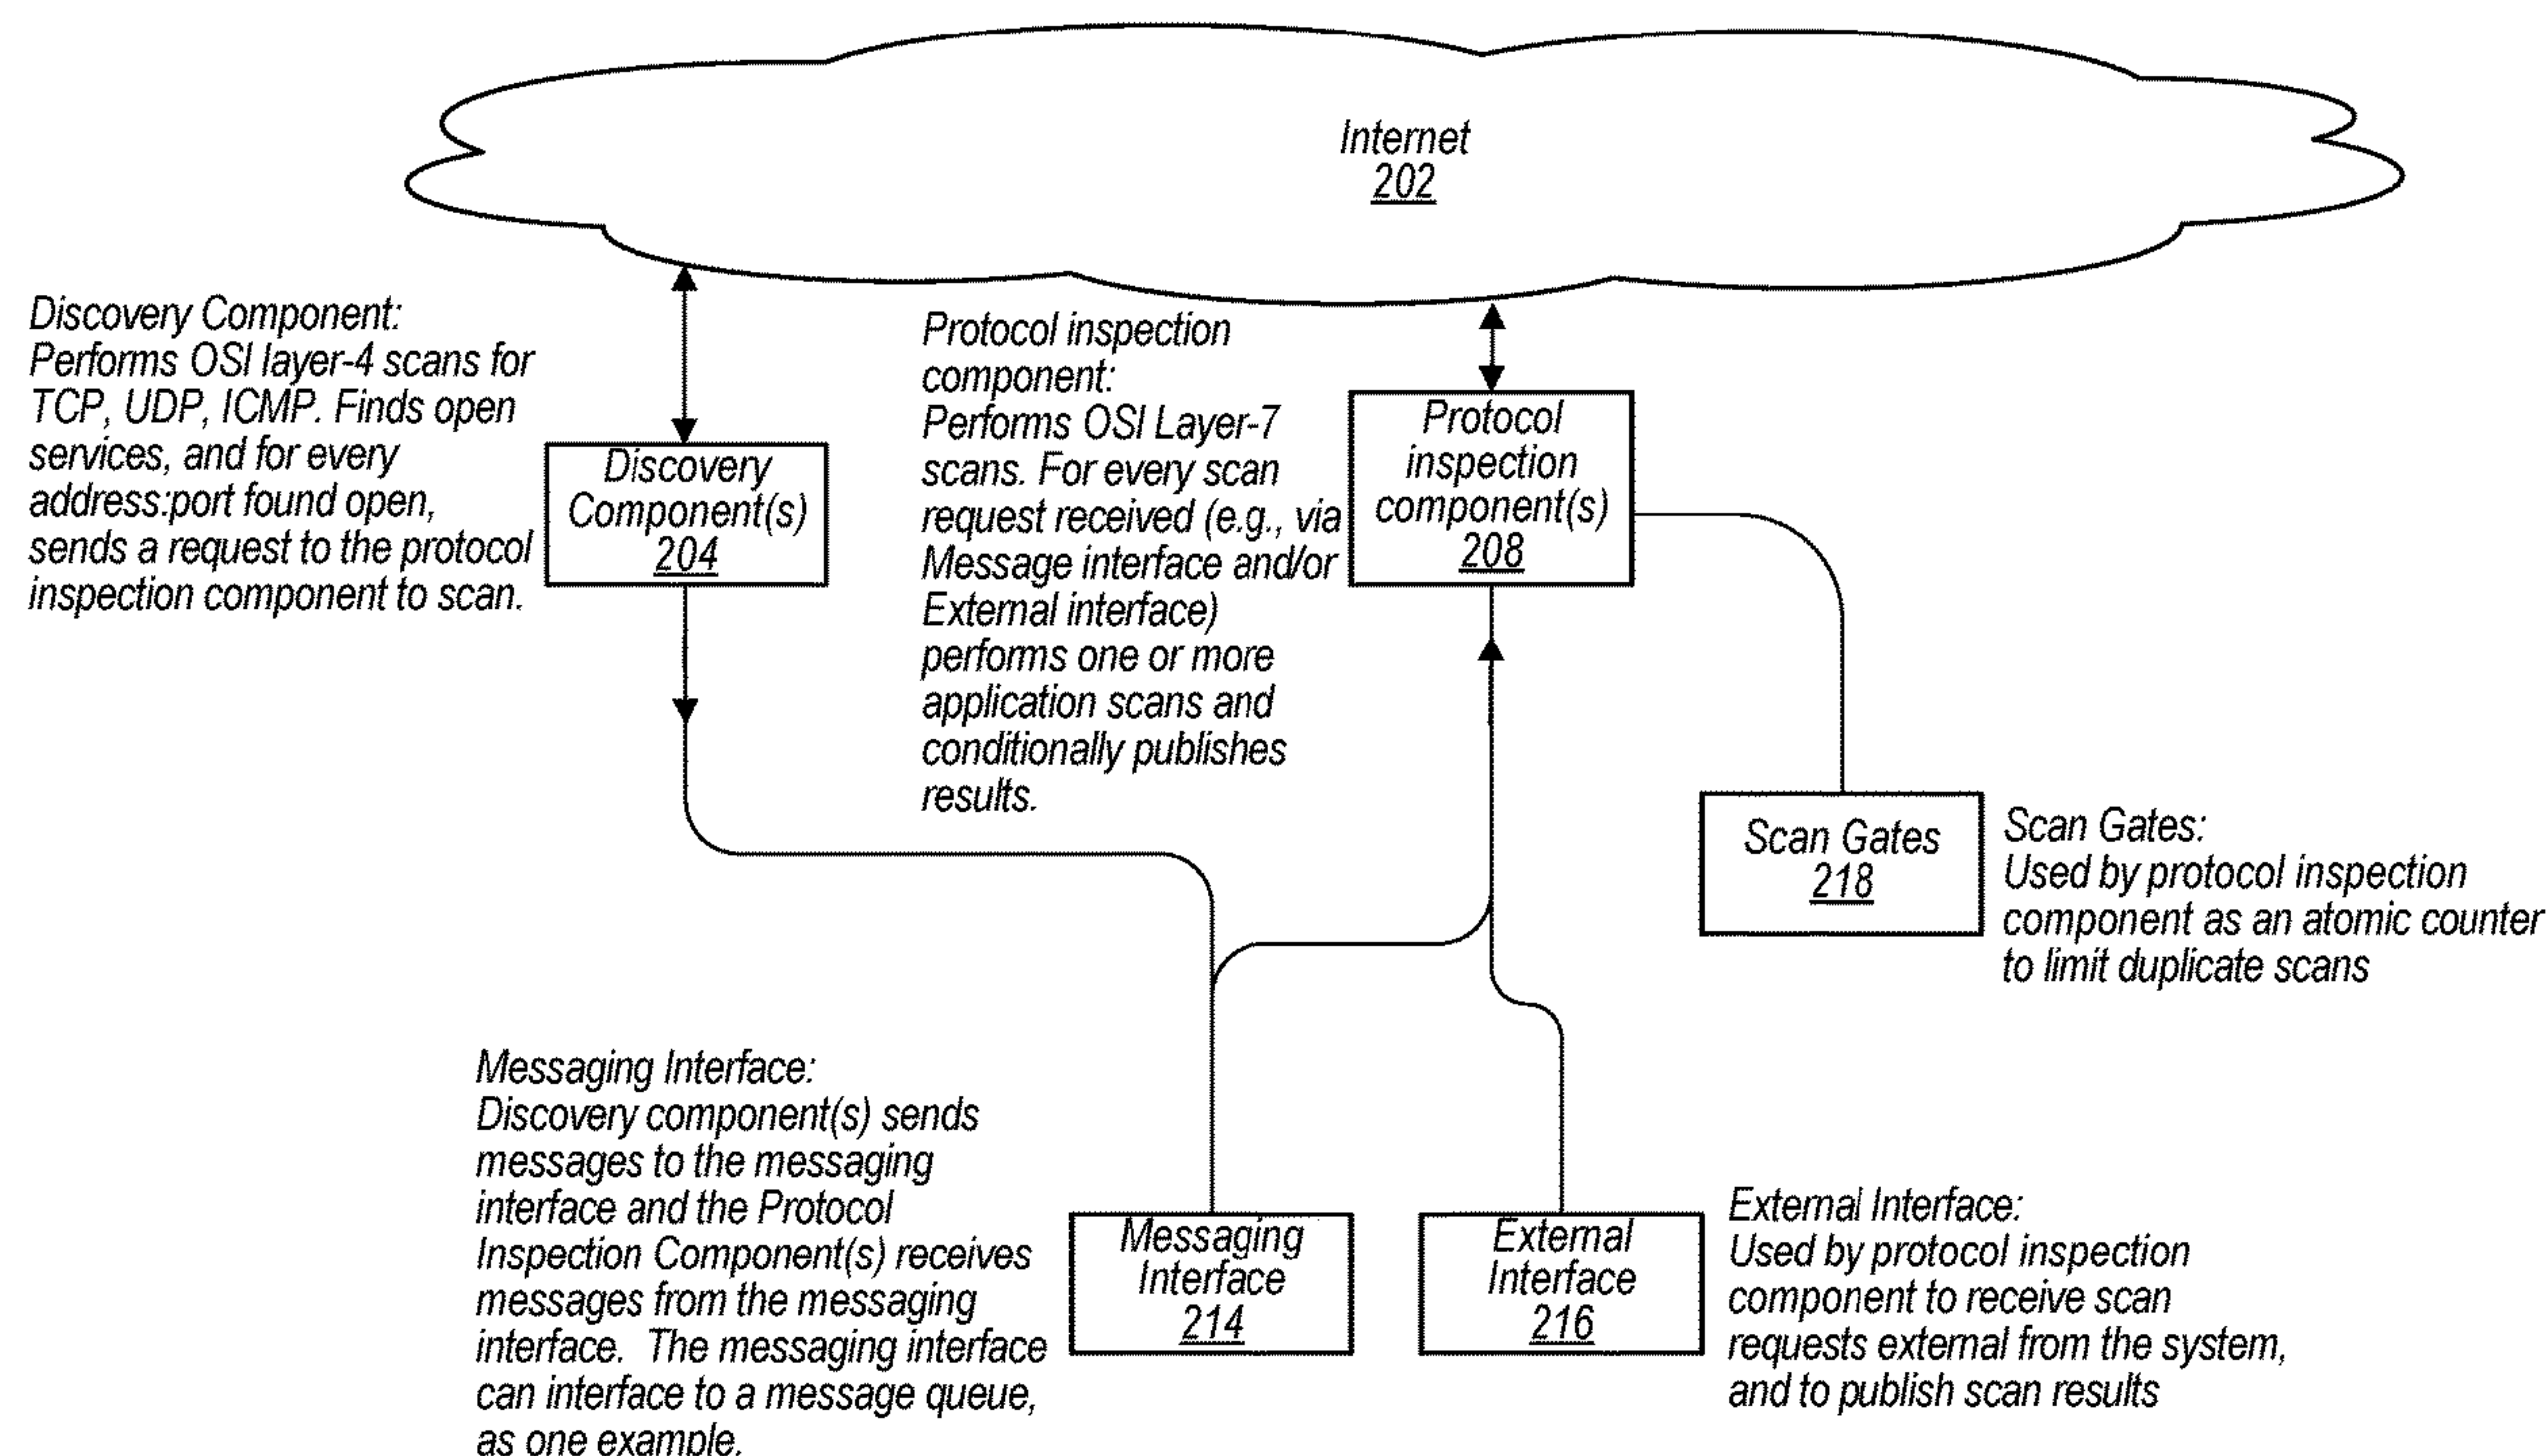 Internet
202
Discovery Component:
Performs OSI layer-4 scans for
TCP, UDP, ICMP. Finds open
services, and for every
address:port found open,
sends a request to the protocol
inspection component to scan.
Discovery
Component(s)
204
Protocol inspection
component:
Performs OSI Layer-7
scans. For every scan
request received (e.g., via
Message interface and/or
External interface)
performs one or more
application scans and
conditionally publishes
results.
Protocol
inspection
component(s)
208
Scan Gates
218
Scan Gates:
Used by protocol inspection
component as an atomic counter
to limit duplicate scans
Messaging Interface:
Discovery component(s) sends
messages to the messaging
interface and the Protocol
Inspection Component(s) receives
messages from the messaging
interface.  The messaging interface
can interface to a message queue,
as one example.
Messaging
Interface
214
External
Interface
216
External Interface:
Used by protocol inspection
component to receive scan
requests external from the system,
and to publish scan results